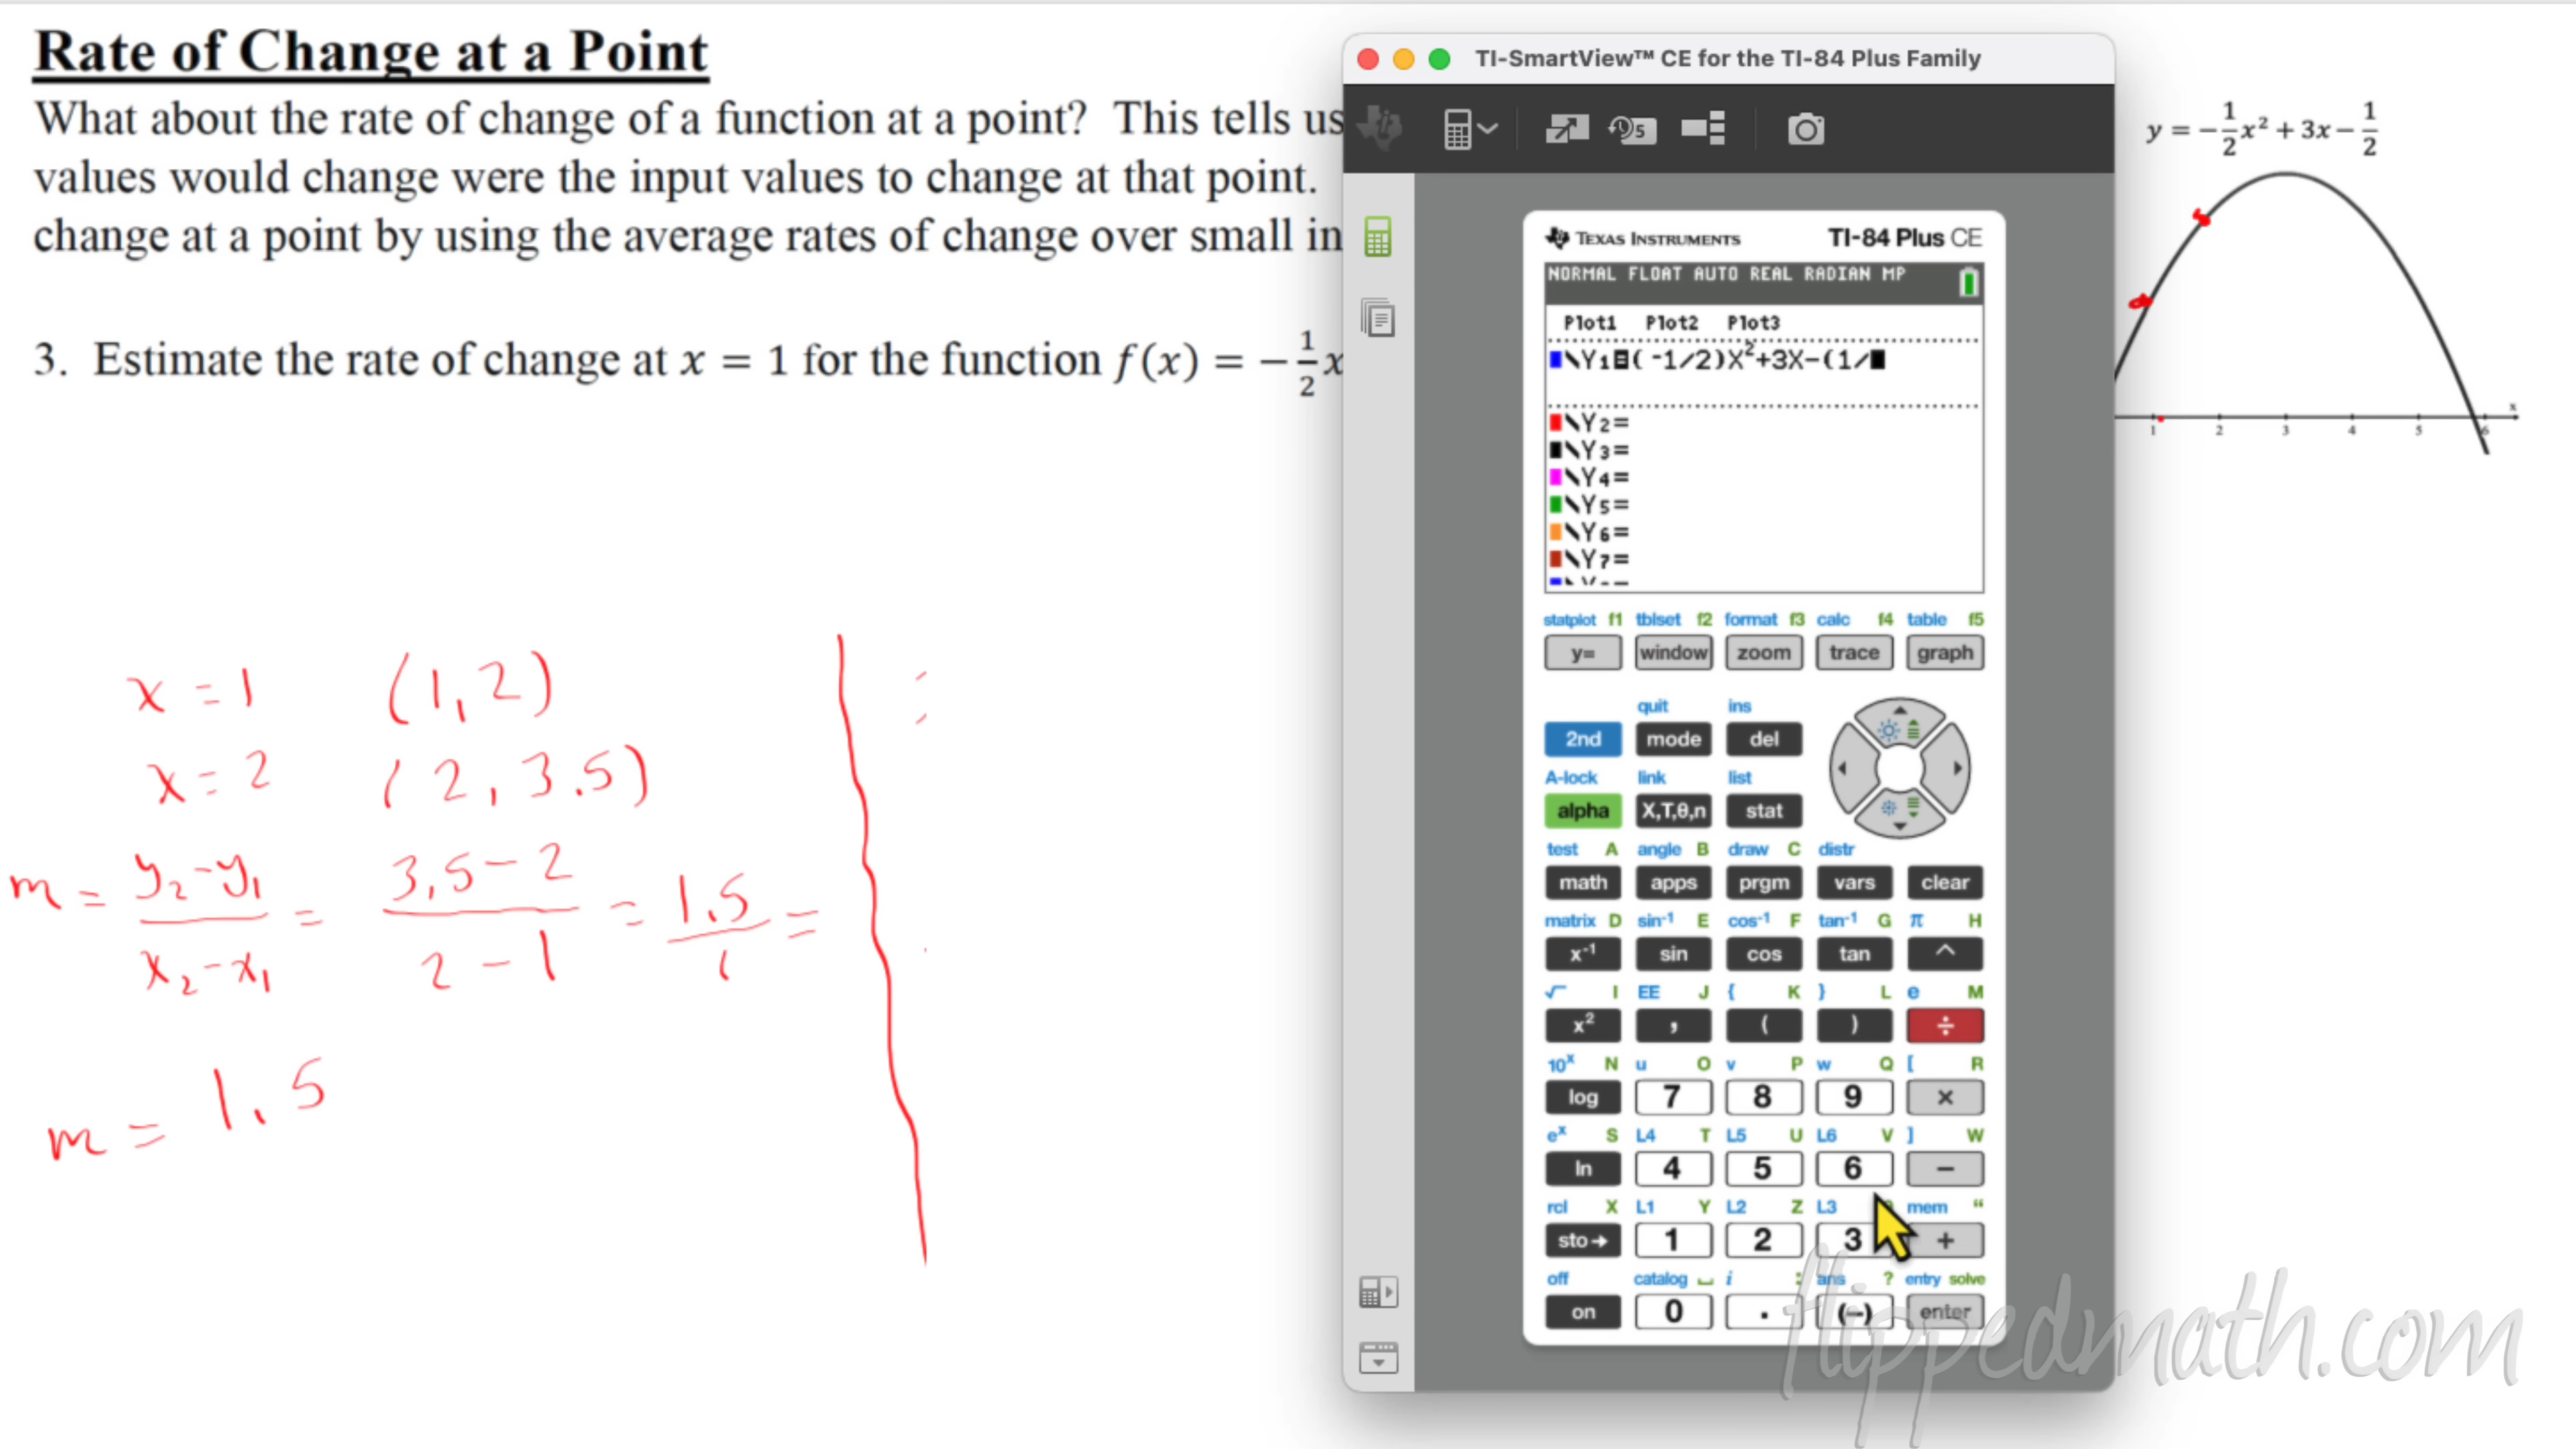 Rate of Change at a Point
What about the rate of change of a function at a point? This tells us
values would change were the input values to change at that point.
change at a point by using the average rates of change over small in
3. Estimate the rate of change at x = 1 for the function f(x) = −1/2 x
x = 1 (1,2)
x = 2 (2, 3.5)
m = y₂-y₁/x₂-x₁ = 3.5-2/2-1 = 1.5/1 =
m = 1.5
TI-SmartView™ CE for the TI-84 Plus Family
5
TEXAS INSTRUMENTS TI-84 Plus CE
NORMAL FLOAT AUTO REAL RADIAN MP
Plot1 Plot2 Plot3
\Y₁=(-1/2)X²+3X-(1/
\Y₂=
\Y₃=
\Y₄=
\Y₅=
\Y₆=
\Y₇=
statplot f1 tblset f2 format f3 calc f4 table f5
y= window zoom trace graph
quit ins
2nd mode del
A-lock link list
alpha X,T,θ,n stat
test A angle B draw C distr
math apps prgm vars clear
matrix D sin⁻¹ E cos⁻¹ F tan⁻¹ G π H
x⁻¹ sin cos tan ^
√ I EE J { K } L e M
x² , ( ) ÷
10ˣ N u O v P w Q [ R
log 7 8 9 ×
eˣ S L4 T L5 U L6 V ] W
ln 4 5 6 −
rcl X L1 Y L2 Z L3 mem “
sto→ 1 2 3 +
off catalog ⎵ i : ans ? entry solve
on 0 . (−) enter
y = −1/2 x² + 3x − 1/2
x
1 2 3 4 5 6
flippedmath.com